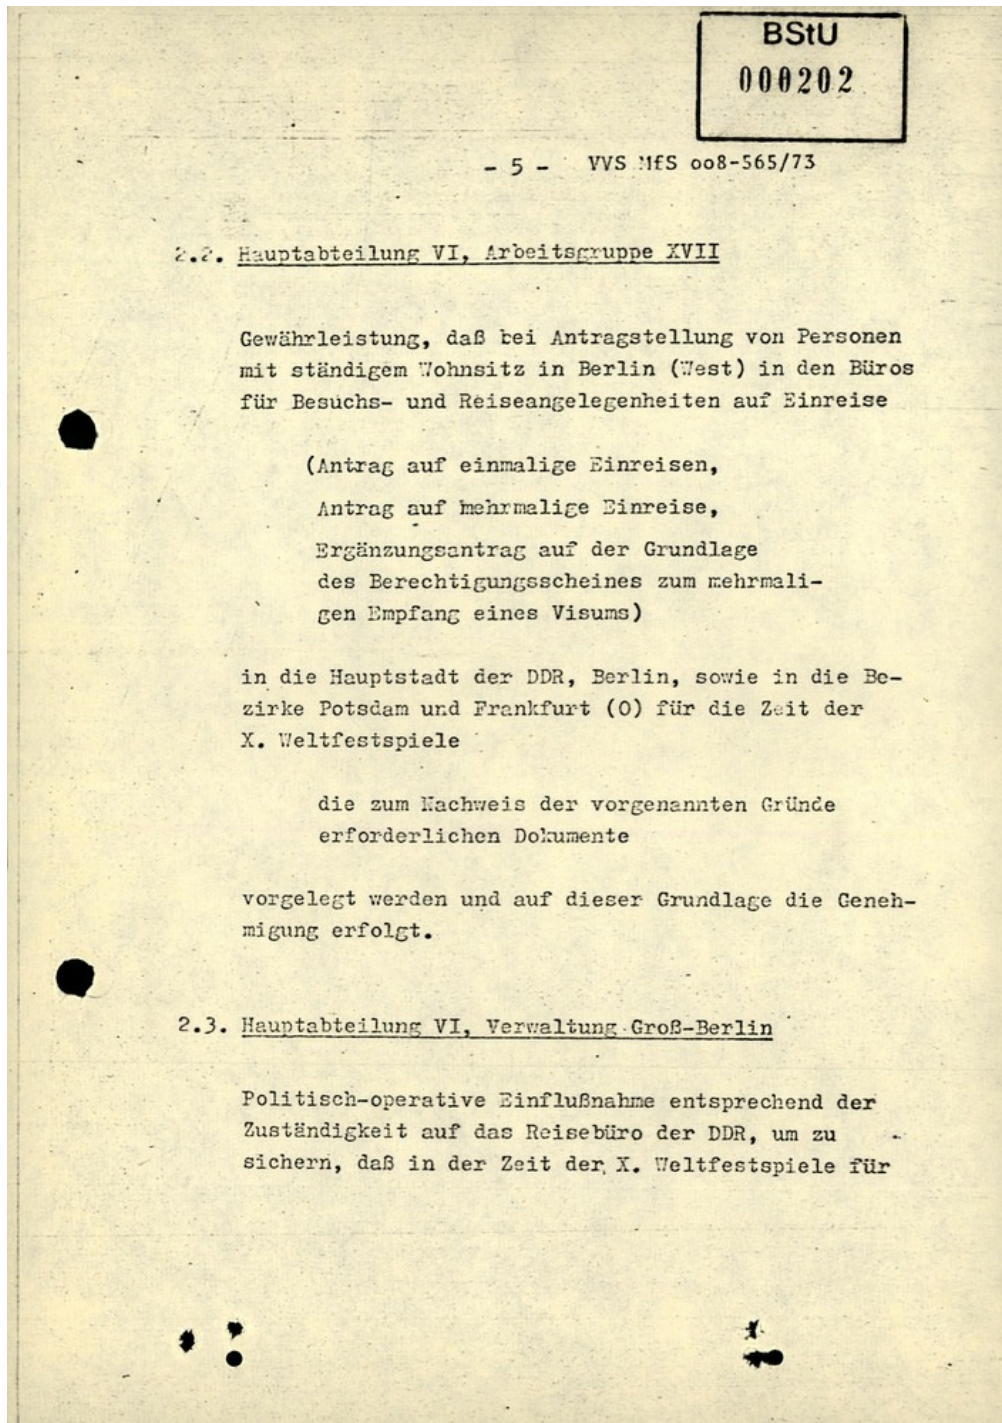 BStU
000202
- 5 - VVS MfS oo8-565/73
2.2. Hauptabteilung VI, Arbeitsgruppe XVII
Gewährleistung, daß bei Antragstellung von Personen
mit ständigem Wohnsitz in Berlin (West) in den Büros
für Besuchs- und Reiseangelegenheiten auf Einreise
(Antrag auf einmalige Einreisen,
Antrag auf mehrmalige Einreise,
Ergänzungsantrag auf der Grundlage
des Berechtigungsscheines zum mehrmali-
gen Empfang eines Visums)
in die Hauptstadt der DDR, Berlin, sowie in die Be-
zirke Potsdam und Frankfurt (O) für die Zeit der
X. Weltfestspiele
die zum Nachweis der vorgenannten Gründe
erforderlichen Dokumente
vorgelegt werden und auf dieser Grundlage die Geneh-
migung erfolgt.
2.3. Hauptabteilung VI, Verwaltung Groß-Berlin
Politisch-operative Einflußnahme entsprechend der
Zuständigkeit auf das Reisebüro der DDR, um zu
sichern, daß in der Zeit der X. Weltfestspiele für